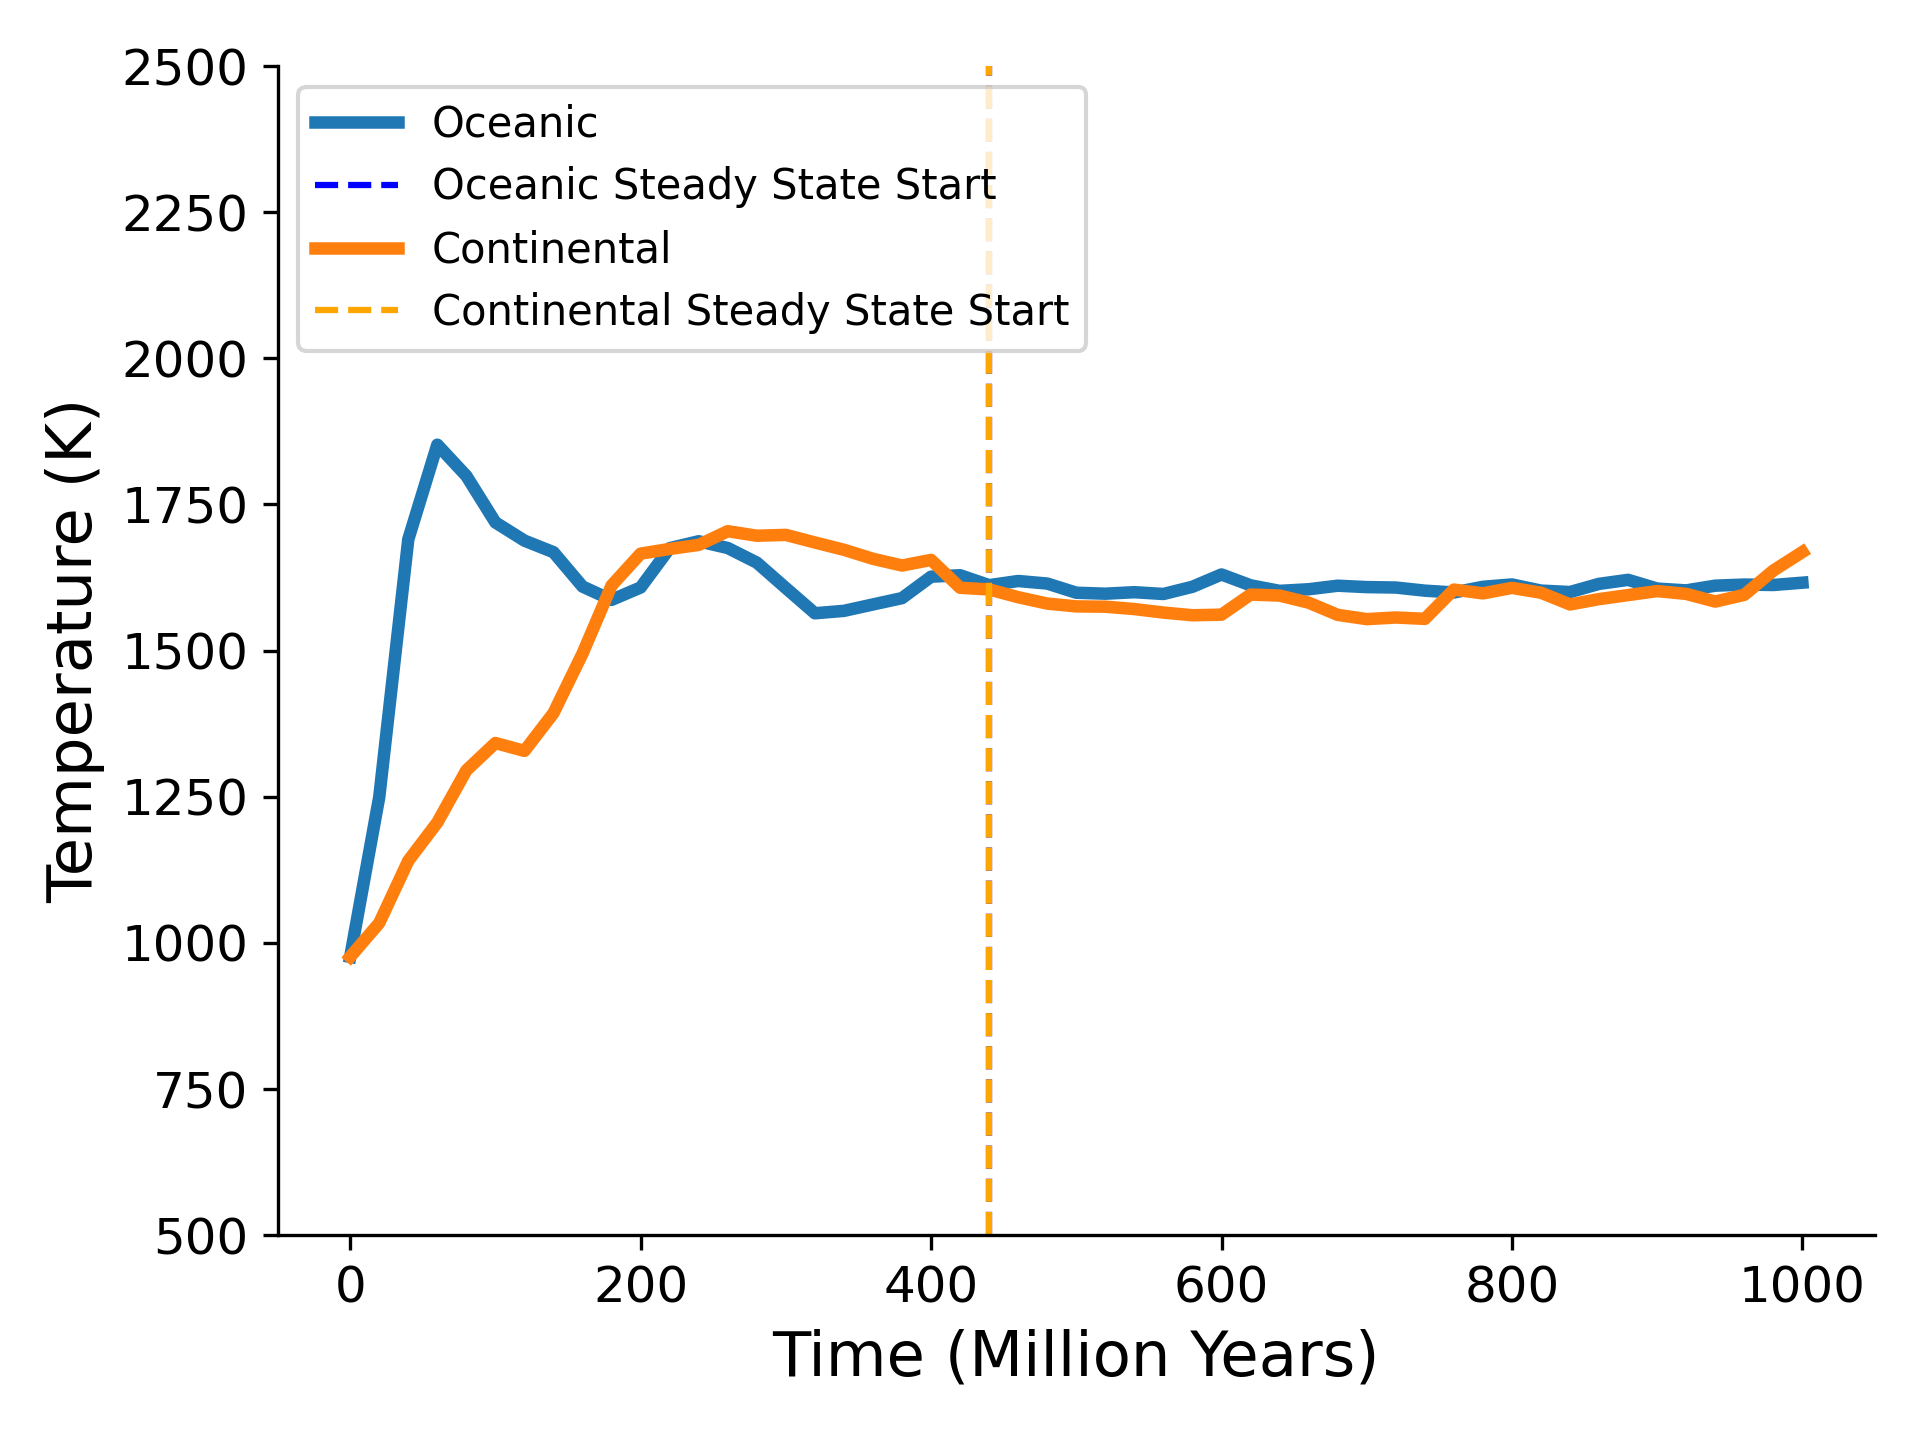 2500
2250
2000
1750
1500
1250
1000
750
500
Temperature (K)
Oceanic
Oceanic Steady State Start
Continental
Continental Steady State Start
0 200 400 600 800 1000
Time (Million Years)